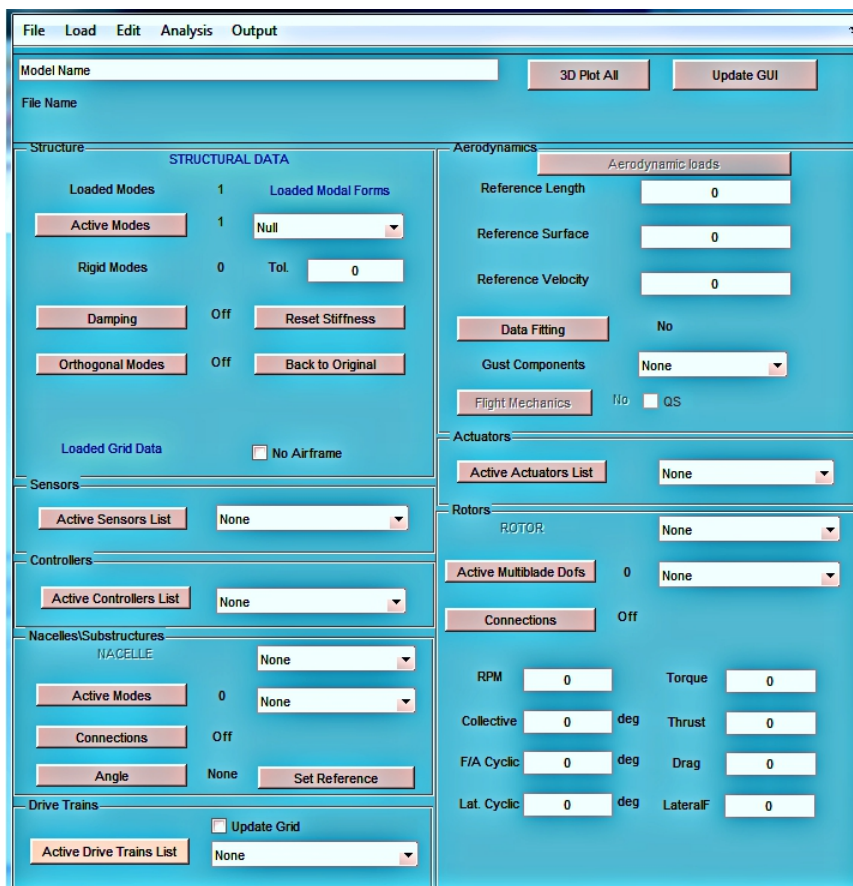 File Load Edit Analysis Output
Model Name
3D Plot All Update GUI
File Name
Structure
STRUCTURAL DATA
Loaded Modes 1 Loaded Modal Forms
Active Modes 1 Null
Rigid Modes 0 Tol. 0
Damping Off Reset Stiffness
Orthogonal Modes Off Back to Original
Loaded Grid Data No Airframe
Sensors
Active Sensors List None
Controllers
Active Controllers List None
Nacelles\Substructures
NACELLE None
Active Modes 0 None
Connections Off
Angle None Set Reference
Drive Trains
Update Grid
Active Drive Trains List None
Aerodynamics
Aerodynamic loads
Reference Length 0
Reference Surface 0
Reference Velocity 0
Data Fitting No
Gust Components None
Flight Mechanics No QS
Actuators
Active Actuators List None
Rotors
ROTOR None
Active Multiblade Dofs 0 None
Connections Off
RPM 0 Torque 0
Collective 0 deg Thrust 0
F/A Cyclic 0 deg Drag 0
Lat. Cyclic 0 deg LateralF 0